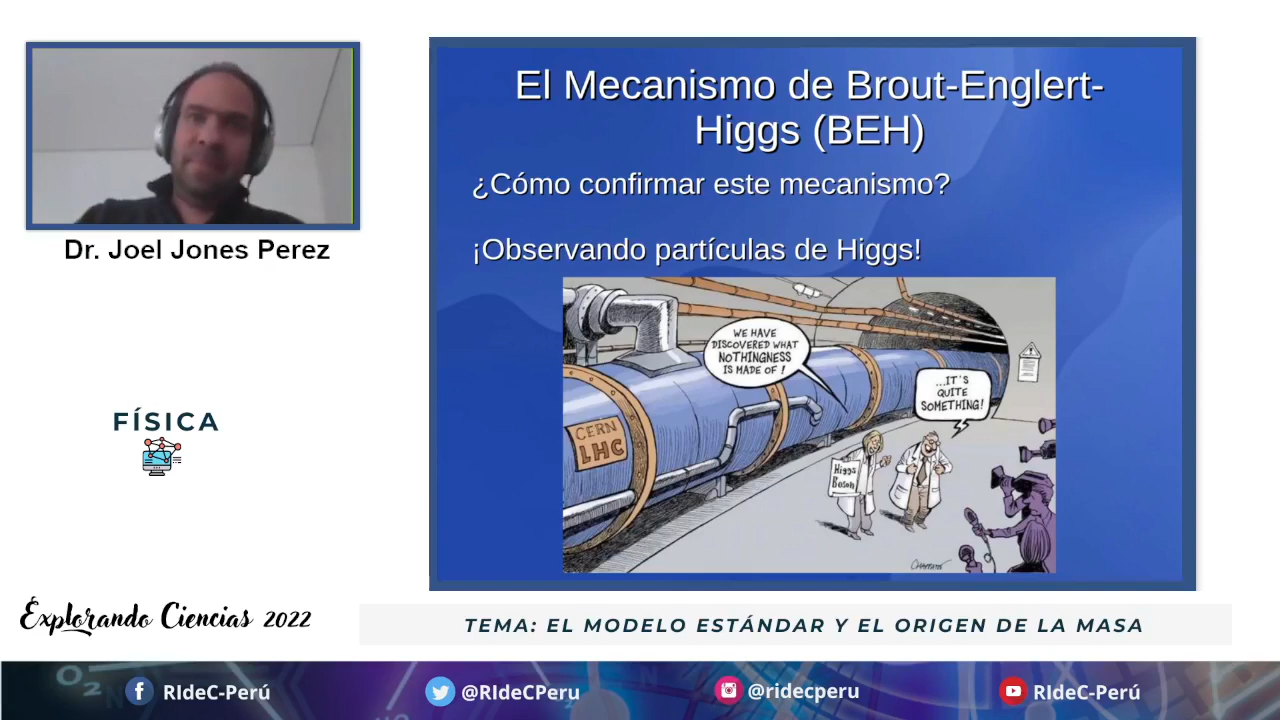 Dr. Joel Jones Perez
FÍSICA
Explorando Ciencias 2022
El Mecanismo de Brout-Englert-
Higgs (BEH)
¿Cómo confirmar este mecanismo?
¡Observando partículas de Higgs!
WE HAVE
DISCOVERED WHAT
NOTHINGNESS
IS MADE OF !
...IT'S
QUITE
SOMETHING!
CERN
LHC
Higgs
Boson
CHAPPATTE
TEMA: EL MODELO ESTÁNDAR Y EL ORIGEN DE LA MASA
O2
N
RIdeC-Perú
@RIdeCPeru
@ridecperu
RIdeC-Perú